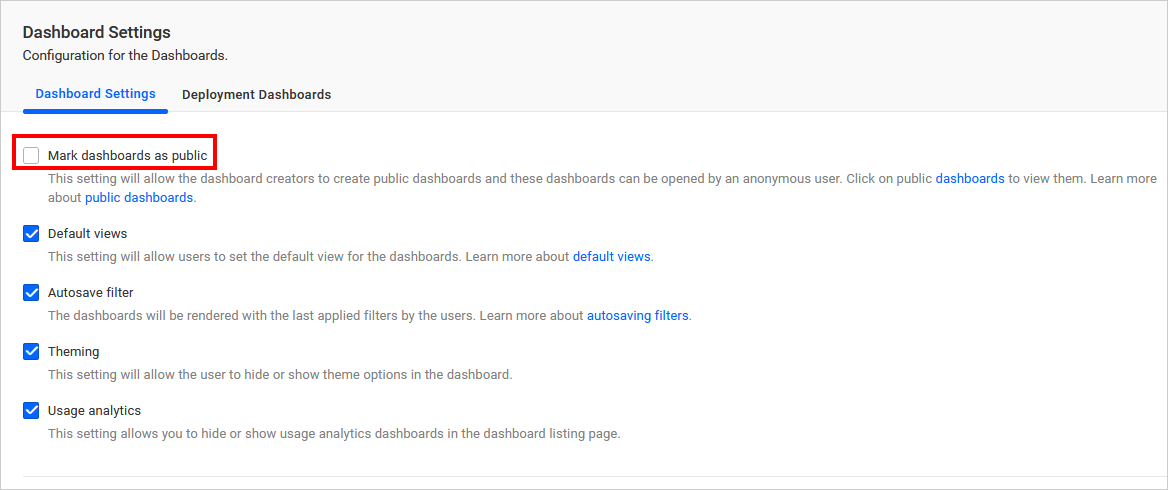 Dashboard Settings
Configuration for the Dashboards.
Dashboard Settings Deployment Dashboards
Mark dashboards as public
This setting will allow the dashboard creators to create public dashboards and these dashboards can be opened by an anonymous user. Click on public dashboards to view them. Learn more
about public dashboards.
Default views
This setting will allow users to set the default view for the dashboards. Learn more about default views.
Autosave filter
The dashboards will be rendered with the last applied filters by the users. Learn more about autosaving filters.
Theming
This setting will allow the user to hide or show theme options in the dashboard.
Usage analytics
This setting allows you to hide or show usage analytics dashboards in the dashboard listing page.